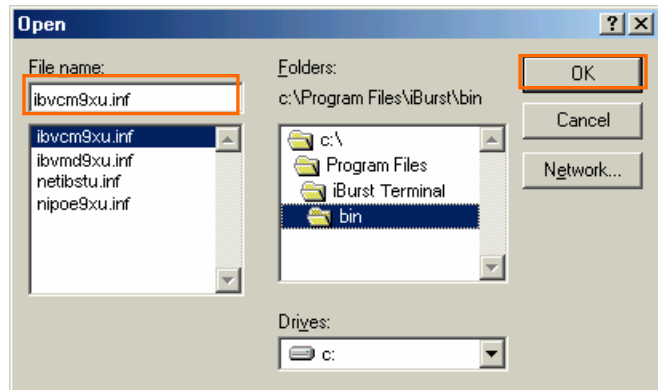 Open
File name:
ibvcm9xu.inf
ibvcm9xu.inf
ibvmd9xu.inf
netibstu.inf
nipoe9xu.inf
Folders:
c:\Program Files\iBurst\bin
c:\
Program Files
iBurst Terminal
bin
Drives:
c:
OK
Cancel
Network...